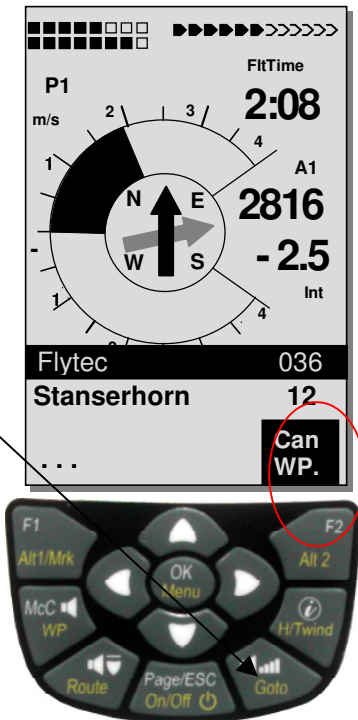 FltTime
P1
2:08
m/s
2
3
4
1
A1
N
E
2816
W
S
- 2.5
-
Int
1
4
Flytec 036
Stanserhorn 12
Can
WP.
. . .
F1
F2
Alt1/Mrk
OK
Menu
Alt 2
McC
WP
i
H/Twind
Route
Page/ESC
On/Off
Goto